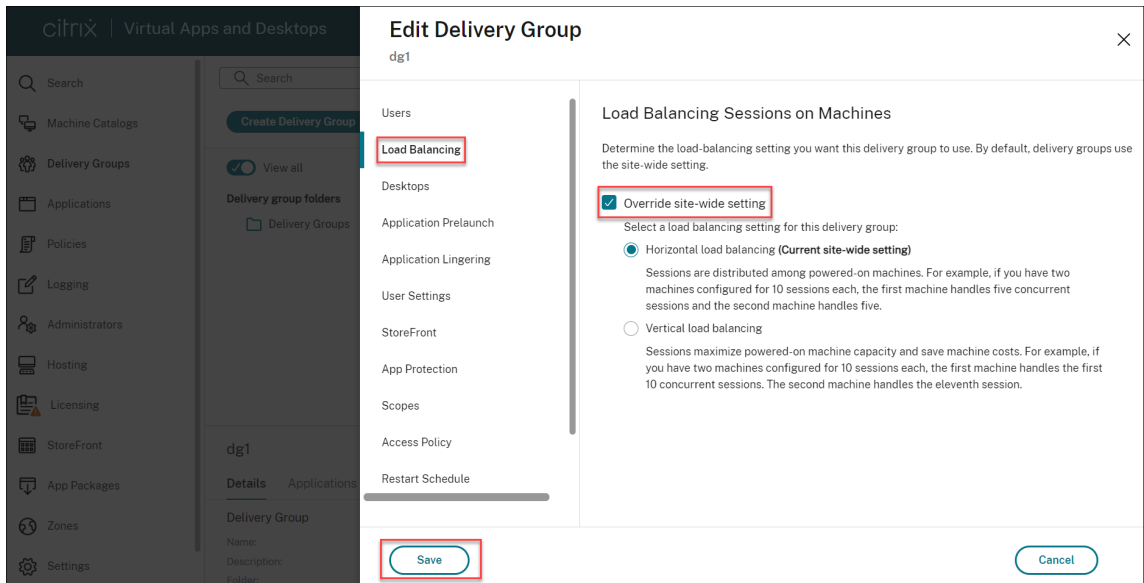 citrix | Virtual Apps and Desktops
Search
Machine Catalogs
Delivery Groups
Applications
Policies
Logging
Administrators
Hosting
Licensing
StoreFront
App Packages
Zones
Settings
Search
Create Delivery Group
View all
Delivery group folders
Delivery Groups
dg1
Details Applications
Delivery Group
Name:
Description:
Folder:
Edit Delivery Group
dg1
Users
Load Balancing
Desktops
Application Prelaunch
Application Lingering
User Settings
StoreFront
App Protection
Scopes
Access Policy
Restart Schedule
Load Balancing Sessions on Machines
Determine the load-balancing setting you want this delivery group to use. By default, delivery groups use
the site-wide setting.
Override site-wide setting
Select a load balancing setting for this delivery group:
Horizontal load balancing (Current site-wide setting)
Sessions are distributed among powered-on machines. For example, if you have two
machines configured for 10 sessions each, the first machine handles five concurrent
sessions and the second machine handles five.
Vertical load balancing
Sessions maximize powered-on machine capacity and save machine costs. For example, if
you have two machines configured for 10 sessions each, the first machine handles the first
10 concurrent sessions. The second machine handles the eleventh session.
Save
Cancel